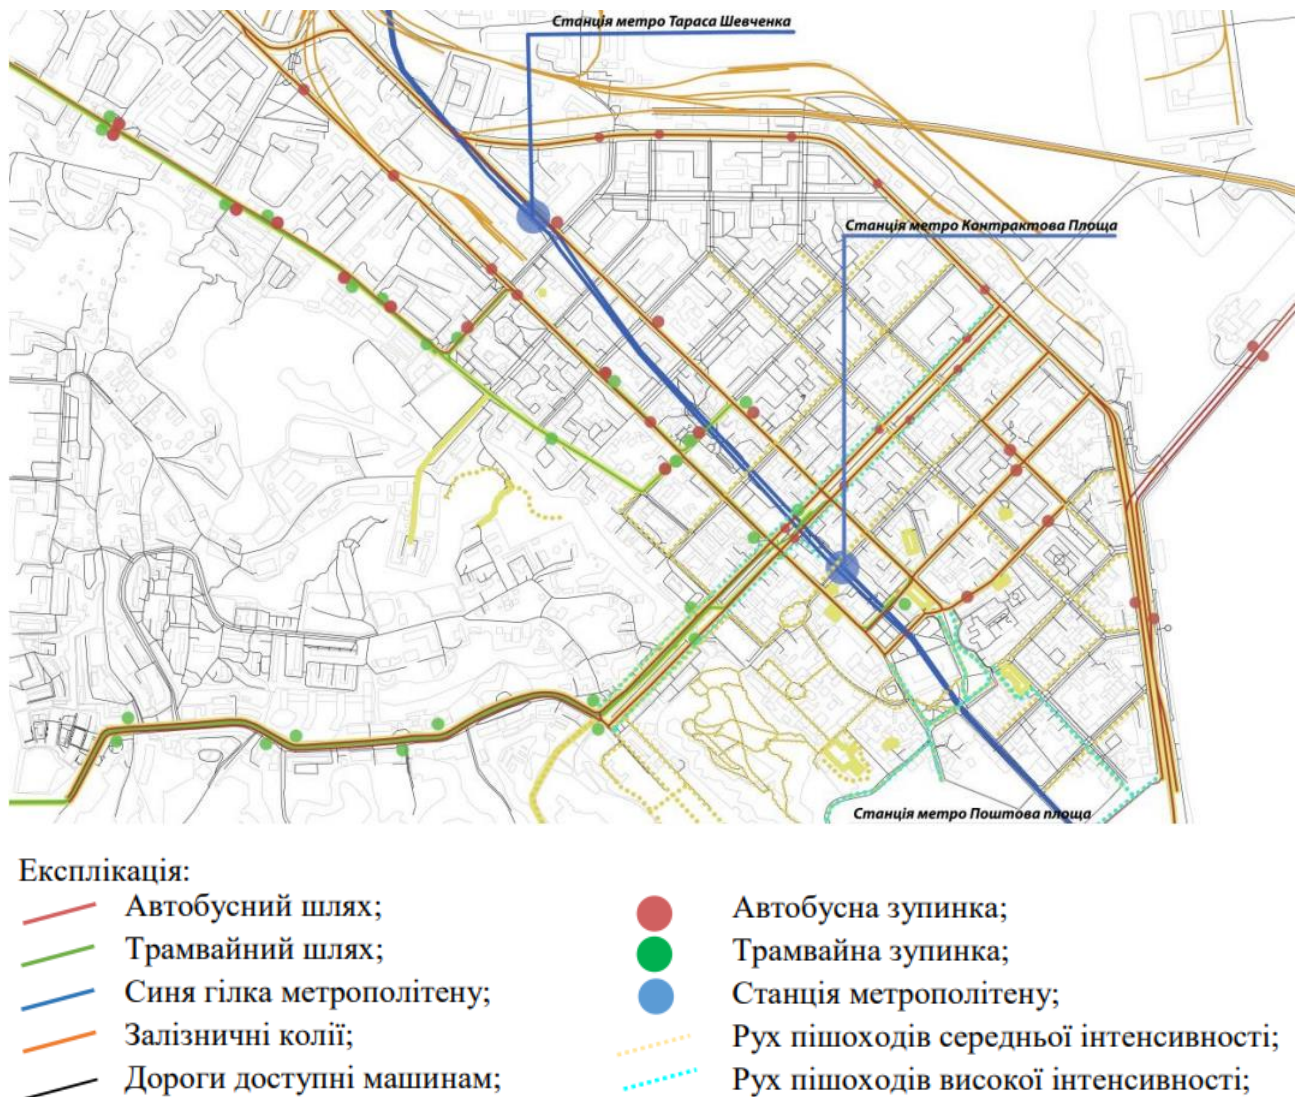 Станція метро Тараса Шевченка
Станція метро Контрактова Площа
Станція метро Поштова площа
Експлікація:
Автобусний шлях;
Трамвайний шлях;
Синя гілка метрополітену;
Залізничні колії;
Дороги доступні машинам;
Автобусна зупинка;
Трамвайна зупинка;
Станція метрополітену;
Рух пішоходів середньої інтенсивності;
Рух пішоходів високої інтенсивності;